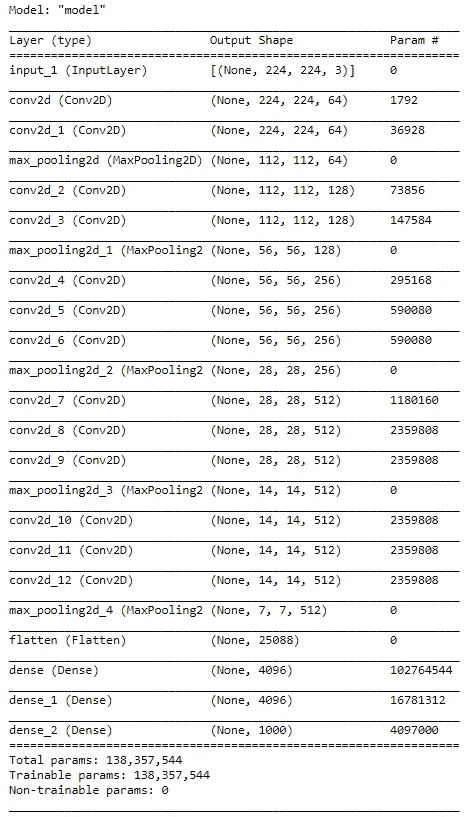 Model: "model"
Layer (type) Output Shape Param #
input_1 (InputLayer) [(None, 224, 224, 3)] 0
conv2d (Conv2D) (None, 224, 224, 64) 1792
conv2d_1 (Conv2D) (None, 224, 224, 64) 36928
max_pooling2d (MaxPooling2D) (None, 112, 112, 64) 0
conv2d_2 (Conv2D) (None, 112, 112, 128) 73856
conv2d_3 (Conv2D) (None, 112, 112, 128) 147584
max_pooling2d_1 (MaxPooling2 (None, 56, 56, 128) 0
conv2d_4 (Conv2D) (None, 56, 56, 256) 295168
conv2d_5 (Conv2D) (None, 56, 56, 256) 590080
conv2d_6 (Conv2D) (None, 56, 56, 256) 590080
max_pooling2d_2 (MaxPooling2 (None, 28, 28, 256) 0
conv2d_7 (Conv2D) (None, 28, 28, 512) 1180160
conv2d_8 (Conv2D) (None, 28, 28, 512) 2359808
conv2d_9 (Conv2D) (None, 28, 28, 512) 2359808
max_pooling2d_3 (MaxPooling2 (None, 14, 14, 512) 0
conv2d_10 (Conv2D) (None, 14, 14, 512) 2359808
conv2d_11 (Conv2D) (None, 14, 14, 512) 2359808
conv2d_12 (Conv2D) (None, 14, 14, 512) 2359808
max_pooling2d_4 (MaxPooling2 (None, 7, 7, 512) 0
flatten (Flatten) (None, 25088) 0
dense (Dense) (None, 4096) 102764544
dense_1 (Dense) (None, 4096) 16781312
dense_2 (Dense) (None, 1000) 4097000
Total params: 138,357,544
Trainable params: 138,357,544
Non-trainable params: 0